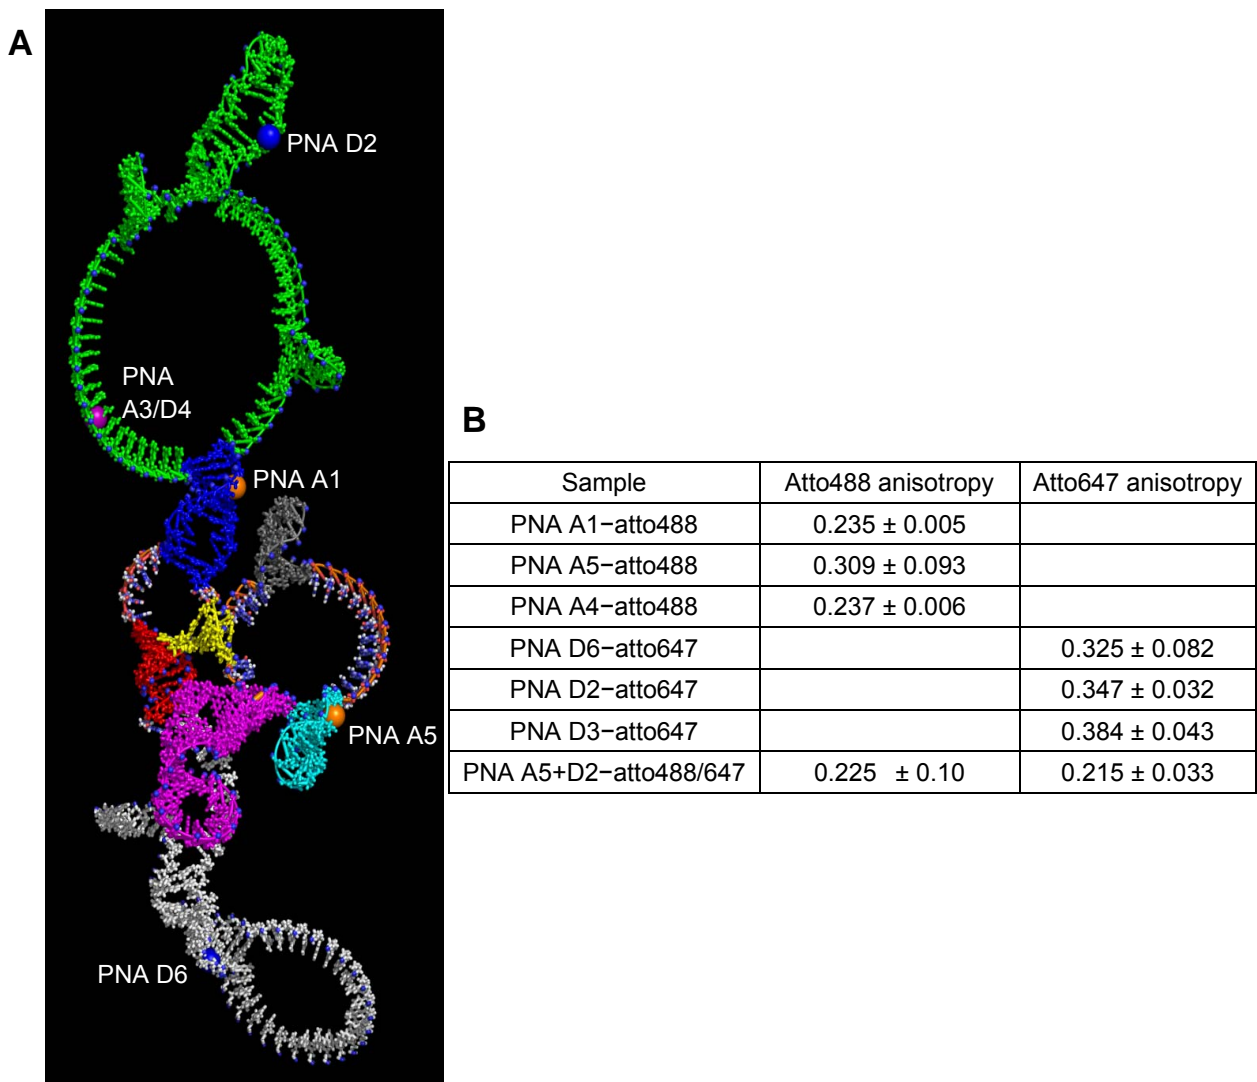 A
PNA D2
PNA
A3/D4
PNA A1
PNA A5
PNA D6
B
Sample Atto488 anisotropy Atto647 anisotropy
PNA A1−atto488 0.235 ± 0.005
PNA A5−atto488 0.309 ± 0.093
PNA A4−atto488 0.237 ± 0.006
PNA D6−atto647 0.325 ± 0.082
PNA D2−atto647 0.347 ± 0.032
PNA D3−atto647 0.384 ± 0.043
PNA A5+D2−atto488/647 0.225 ± 0.10 0.215 ± 0.033